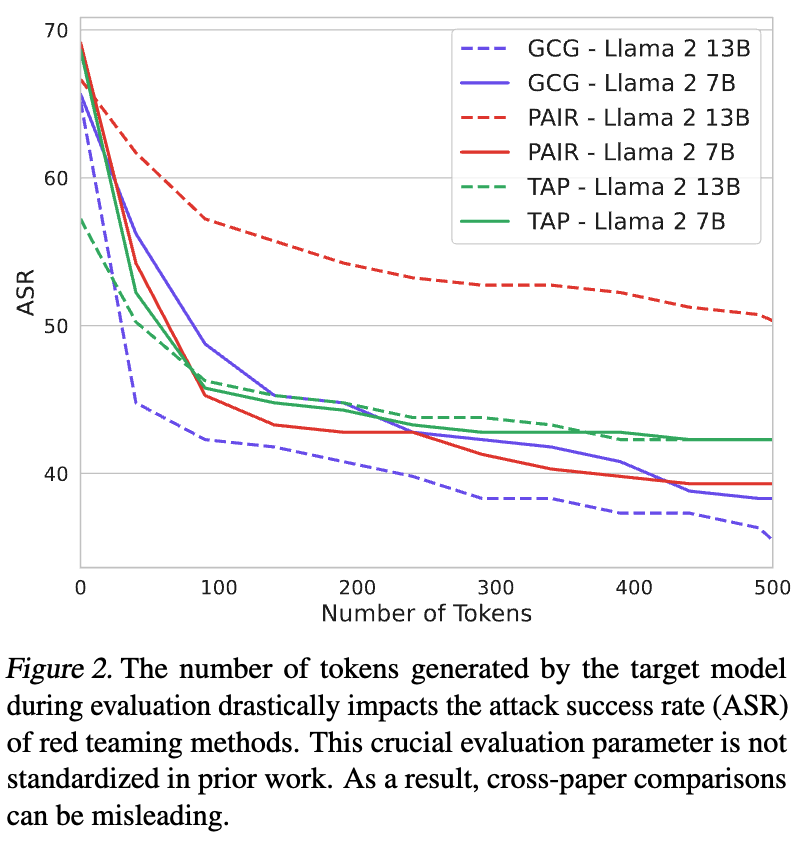 70
60
50
40
ASR
GCG - Llama 2 13B
GCG - Llama 2 7B
PAIR - Llama 2 13B
PAIR - Llama 2 7B
TAP - Llama 2 13B
TAP - Llama 2 7B
0 100 200 300 400 500
Number of Tokens
Figure 2. The number of tokens generated by the target model
during evaluation drastically impacts the attack success rate (ASR)
of red teaming methods. This crucial evaluation parameter is not
standardized in prior work. As a result, cross-paper comparisons
can be misleading.